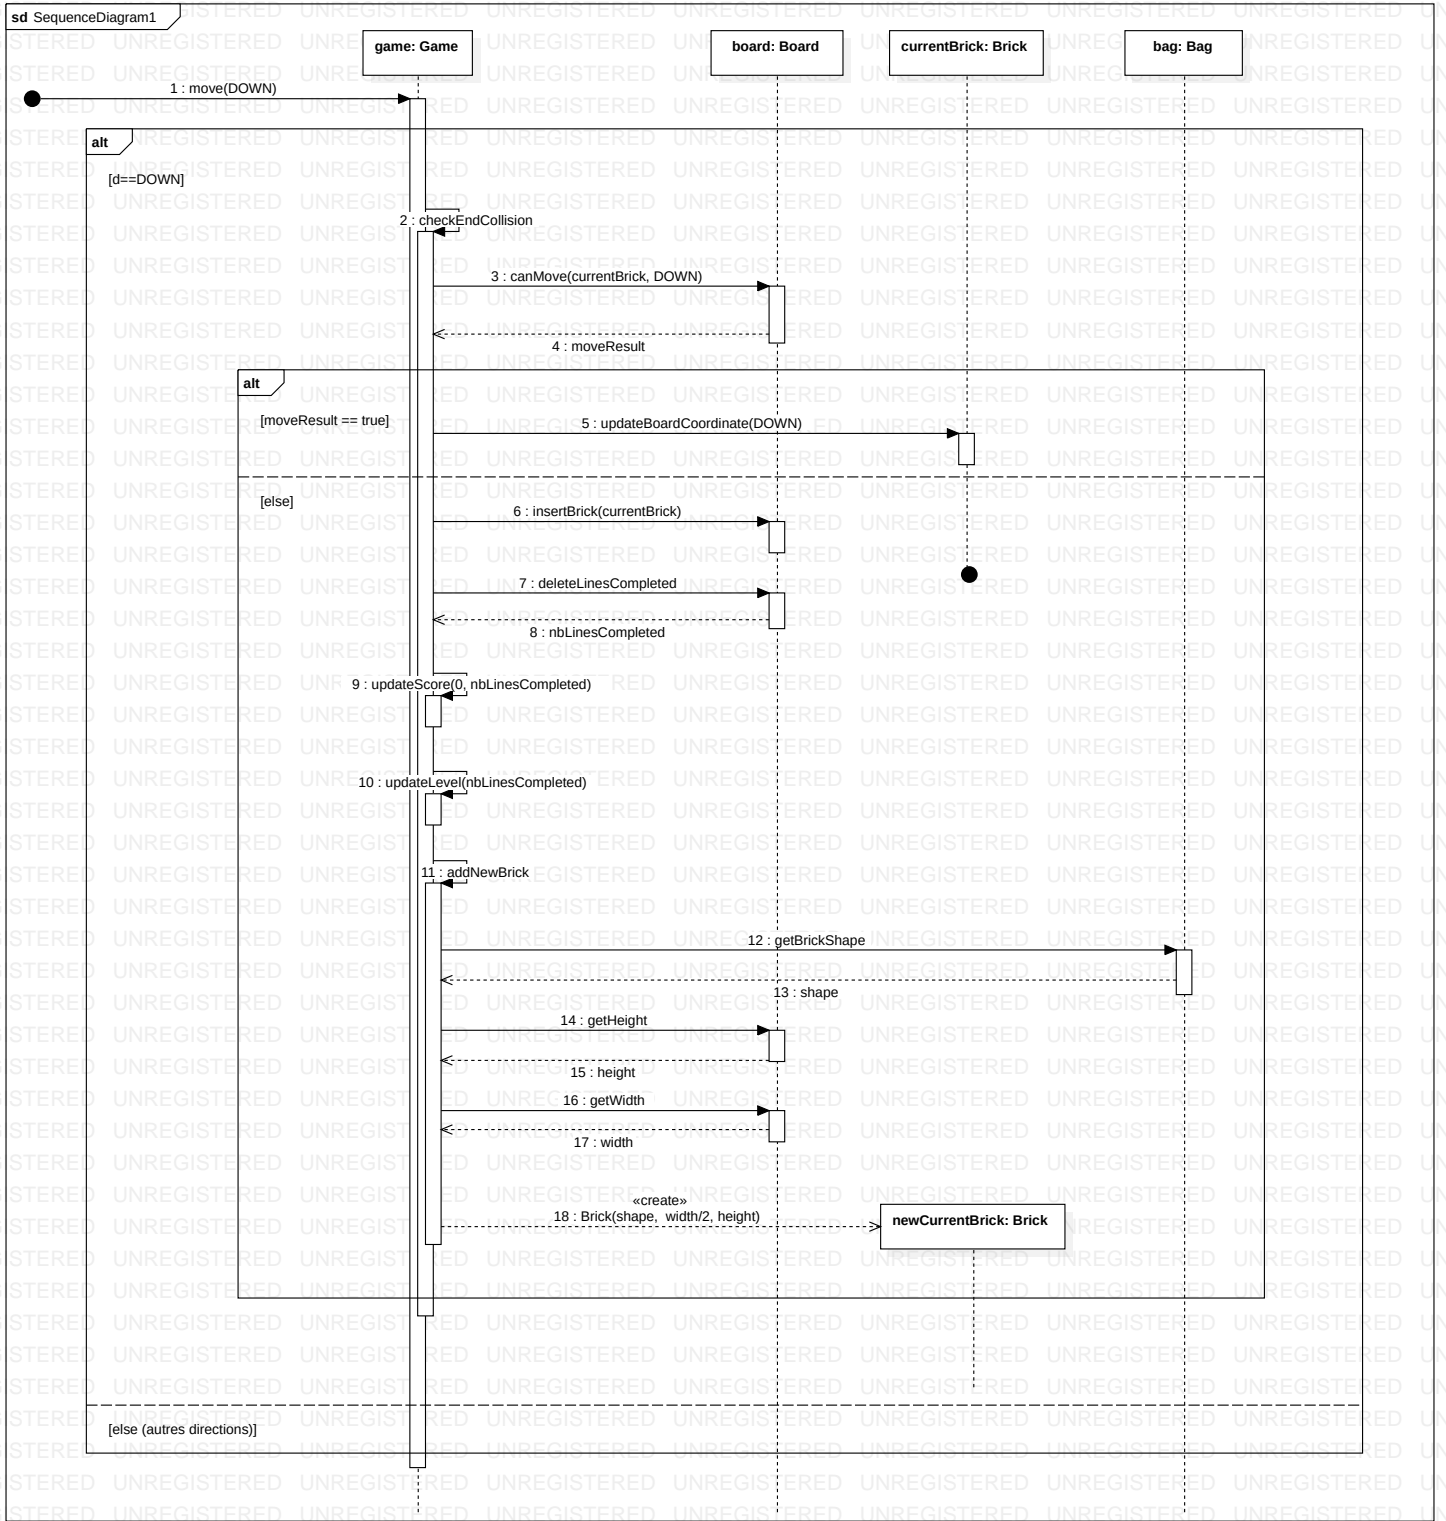 sd SequenceDiagram1
game: Game
board: Board
currentBrick: Brick
bag: Bag
1 : move(DOWN)
alt
[d==DOWN]
2 : checkEndCollision
3 : canMove(currentBrick, DOWN)
4 : moveResult
alt
[moveResult == true]
5 : updateBoardCoordinate(DOWN)
[else]
6 : insertBrick(currentBrick)
7 : deleteLinesCompleted
8 : nbLinesCompleted
9 : updateScore(0, nbLinesCompleted)
10 : updateLevel(nbLinesCompleted)
11 : addNewBrick
12 : getBrickShape
13 : shape
14 : getHeight
15 : height
16 : getWidth
17 : width
«create»
18 : Brick(shape,  width/2, height)
newCurrentBrick: Brick
[else (autres directions)]
UNREGISTERED